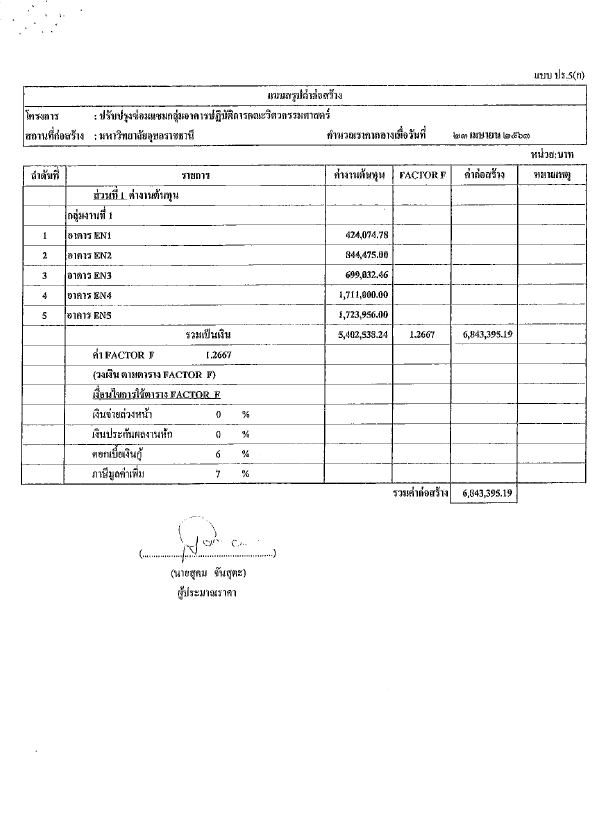 แบบ ปร.5(ก)
แบบสรุปค่าก่อสร้าง
โครงการ : ปรับปรุงซ่อมแซมกลุ่มอาคารปฏิบัติการคณะวิศวกรรมศาสตร์
สถานที่ก่อสร้าง : มหาวิทยาลัยอุบลราชธานี คำนวณราคากลางเมื่อวันที่ ๒๓ เมษายน ๒๕๖๑
หน่วย:บาท
ลำดับที่ รายการ ค่างานต้นทุน FACTOR F ค่าก่อสร้าง หมายเหตุ
ส่วนที่ 1 ค่างานต้นทุน
กลุ่มงานที่ 1
1 อาคาร EN1 424,074.78
2 อาคาร EN2 844,475.00
3 อาคาร EN3 699,032.46
4 อาคาร EN4 1,711,000.00
5 อาคาร EN5 1,723,956.00
รวมเป็นเงิน 5,402,538.24 1.2667 6,843,395.19
ค่า FACTOR F 1.2667
(วงเงิน ตามตาราง FACTOR F)
เงื่อนไขการใช้ตาราง FACTOR F
เงินจ่ายล่วงหน้า 0 %
เงินประกันผลงานหัก 0 %
ดอกเบี้ยเงินกู้ 6 %
ภาษีมูลค่าเพิ่ม 7 %
รวมค่าก่อสร้าง 6,843,395.19
(......................................................)
(นายสุคม จันสุตะ)
ผู้ประมาณราคา